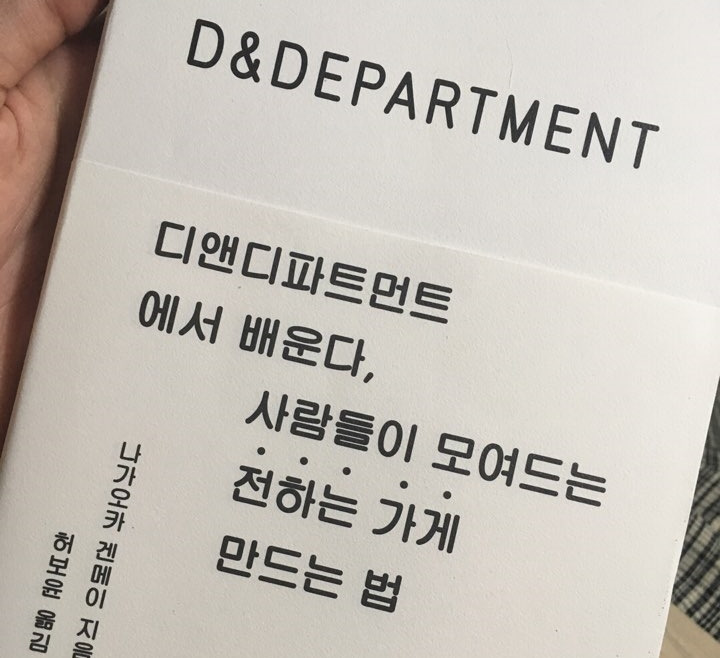 D&DEPARTMENT
디앤디파트먼트
에서 배운다,
사람들이 모여드는
전하는 가게
만드는 법
나가오카 겐메이 지음
허보윤 옮김